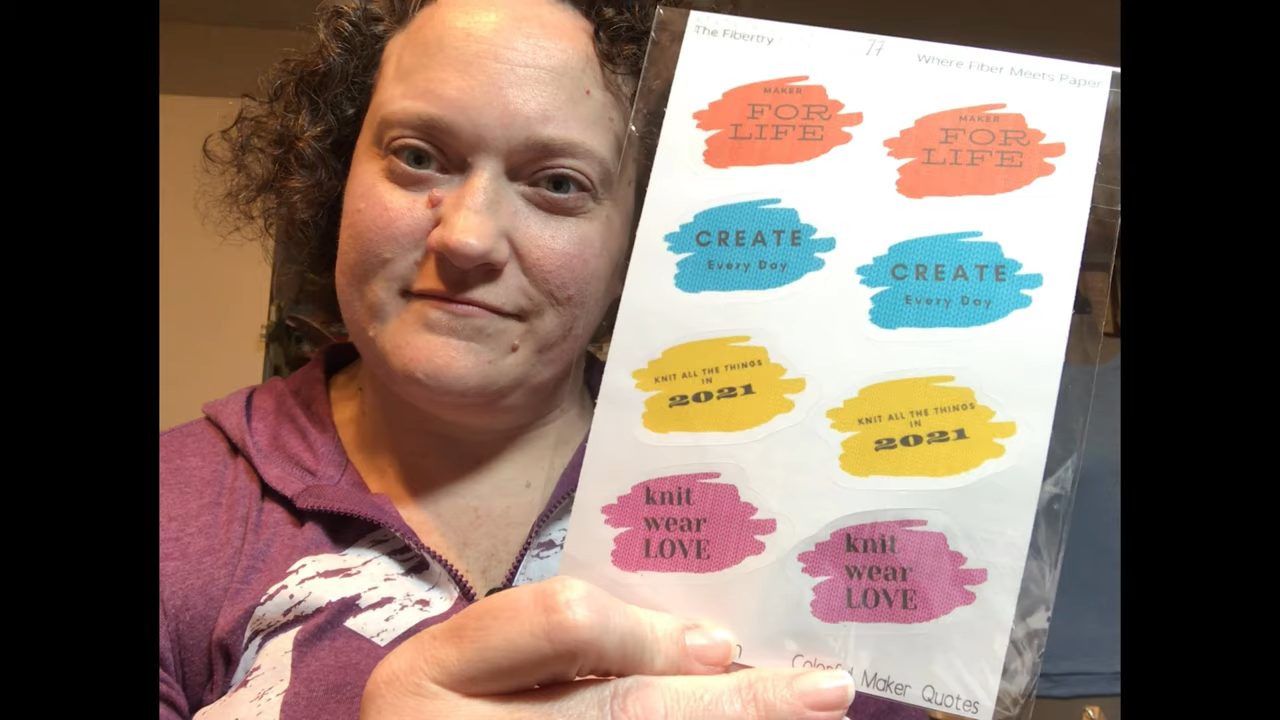 The Fibertry
77
Where Fiber Meets Paper
MAKER
FOR
LIFE
MAKER
FOR
LIFE
CREATE
Every Day
CREATE
Every Day
KNIT ALL THE THINGS
IN
2021
KNIT ALL THE THINGS
IN
2021
knit
wear
LOVE
knit
wear
LOVE
Maker Quotes